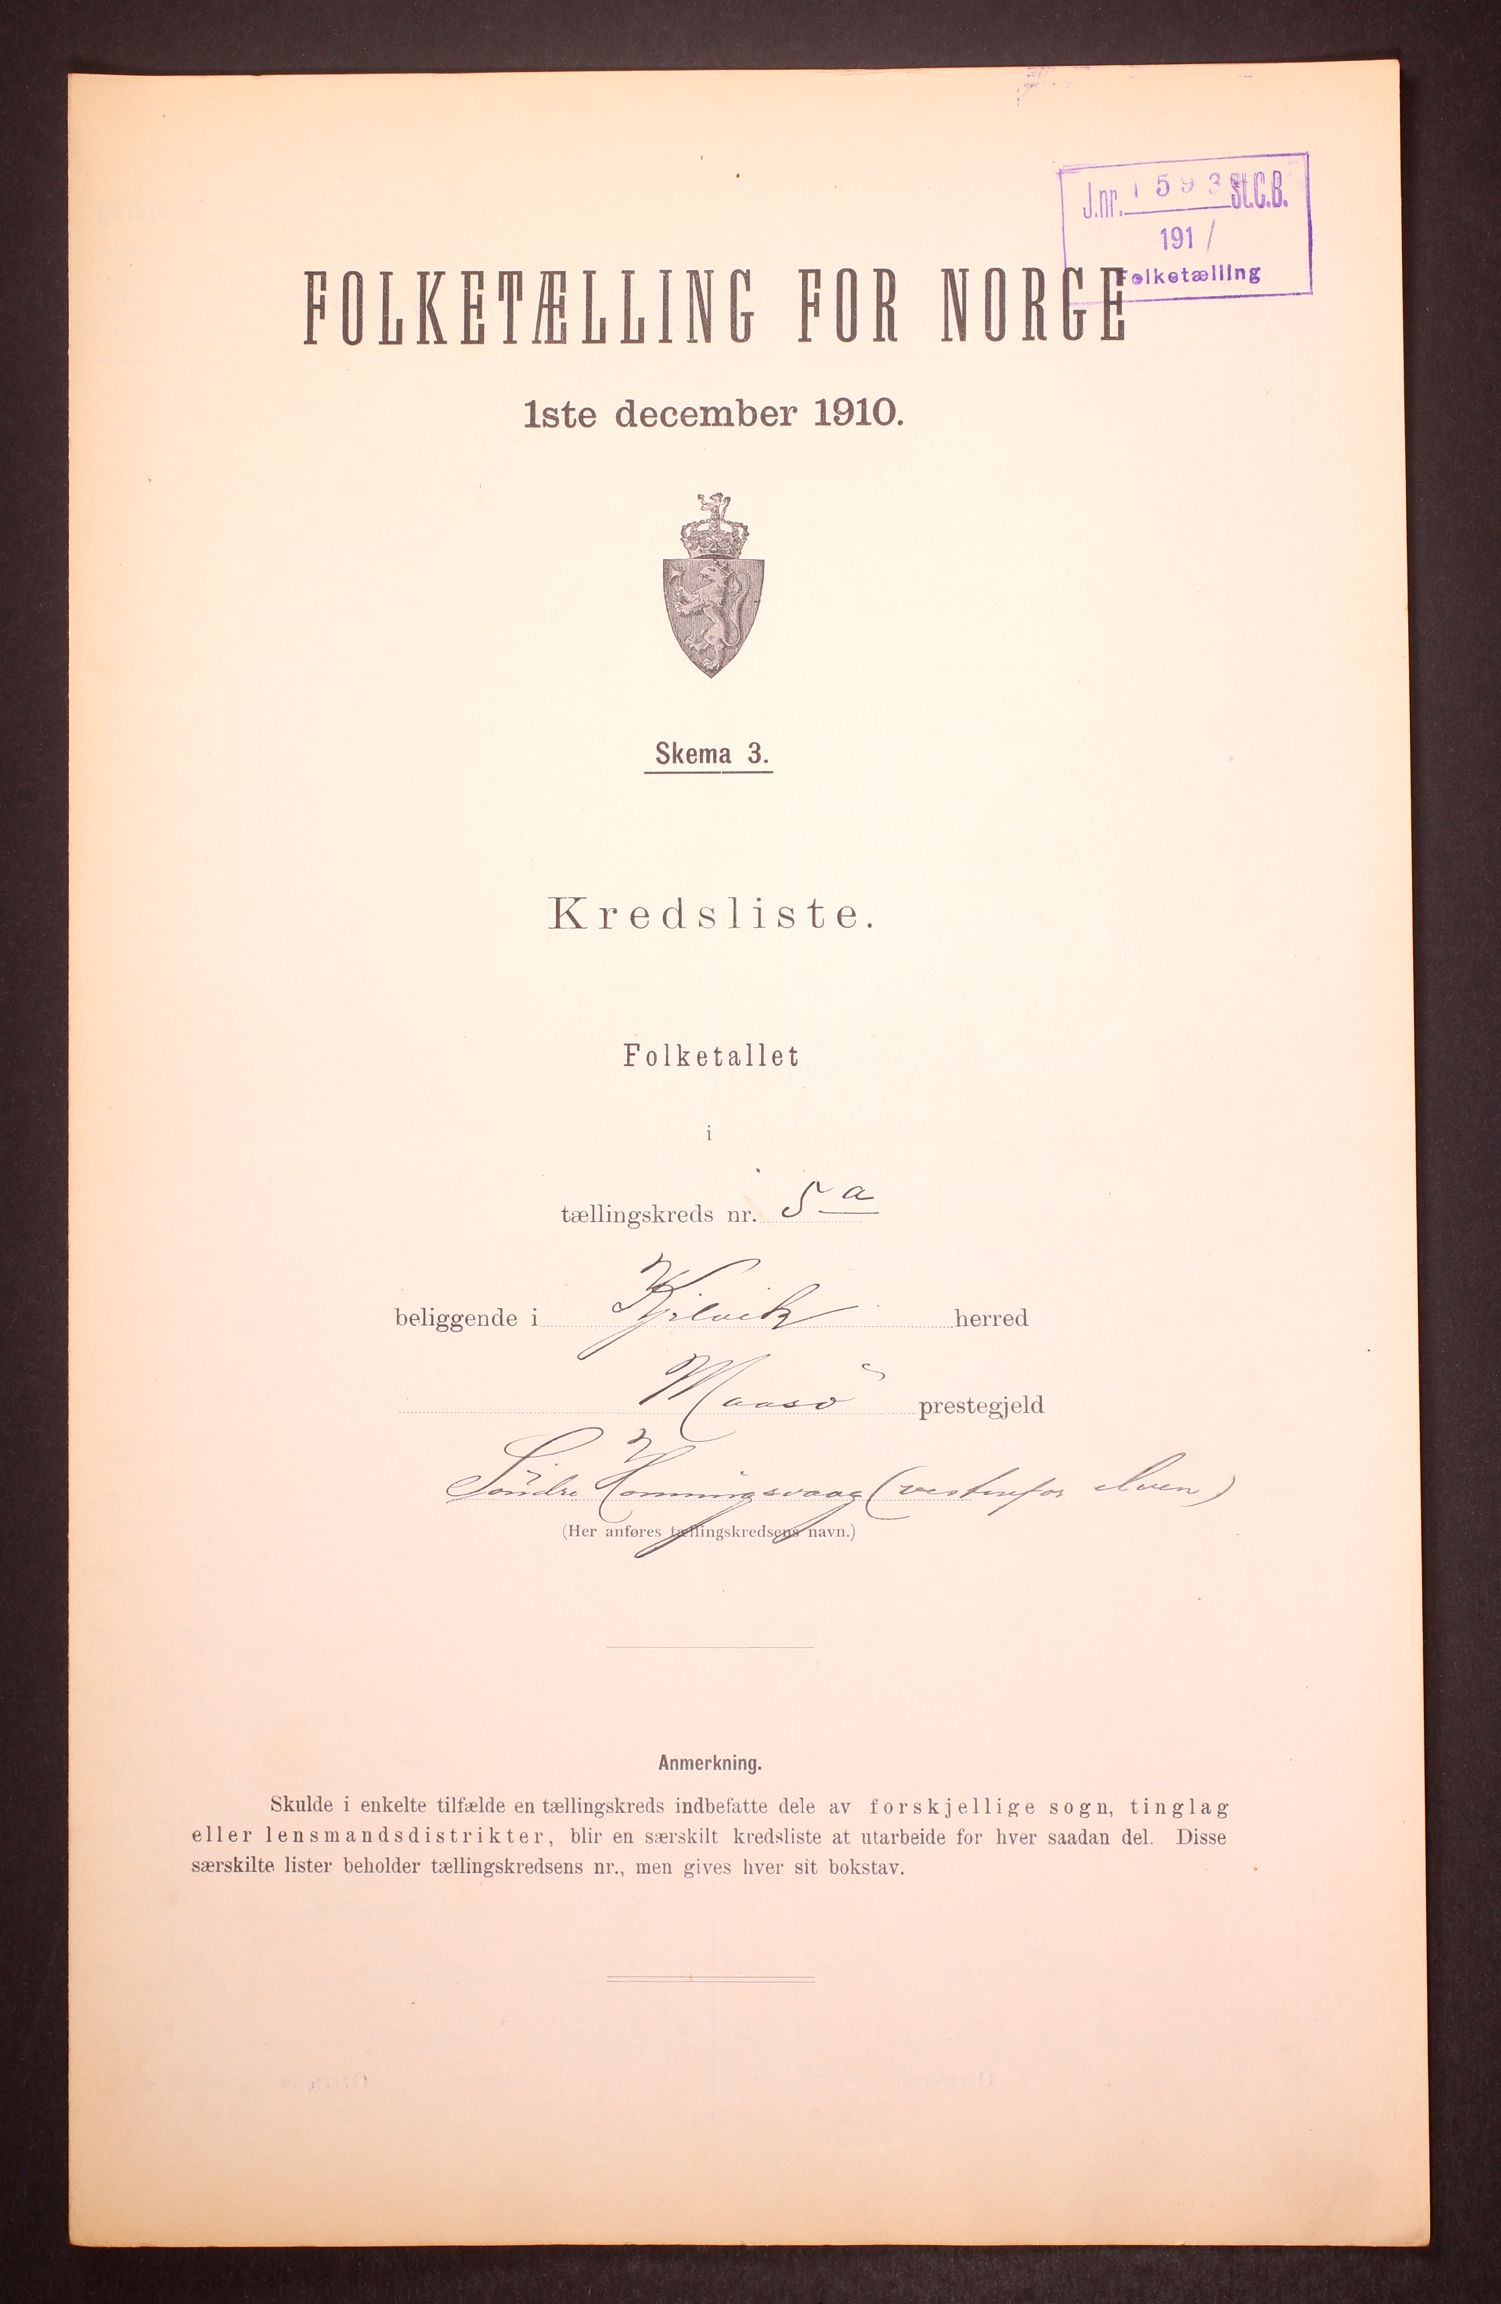 J.nr. 1593 St.C.B.
191/
Folketælling
FOLKETÆLLING FOR NORGE
1ste december 1910.
Skema 3.
Kredsliste.
Folketallet
i
tællingskreds nr. 5 a
beliggende i Kjelvik herred
Maasö prestegjeld
Söndre Honningsvaag (vestenfor elven)
(Her anføres tællingskredsens navn.)
Anmerkning.
Skulde i enkelte tilfælde en tællingskreds indbefatte dele av forskjellige sogn, tinglag
eller lensmandsdistrikter, blir en særskilt kredsliste at utarbeide for hver saadan del. Disse
særskilte lister beholder tællingskredsens nr., men gives hver sit bokstav.